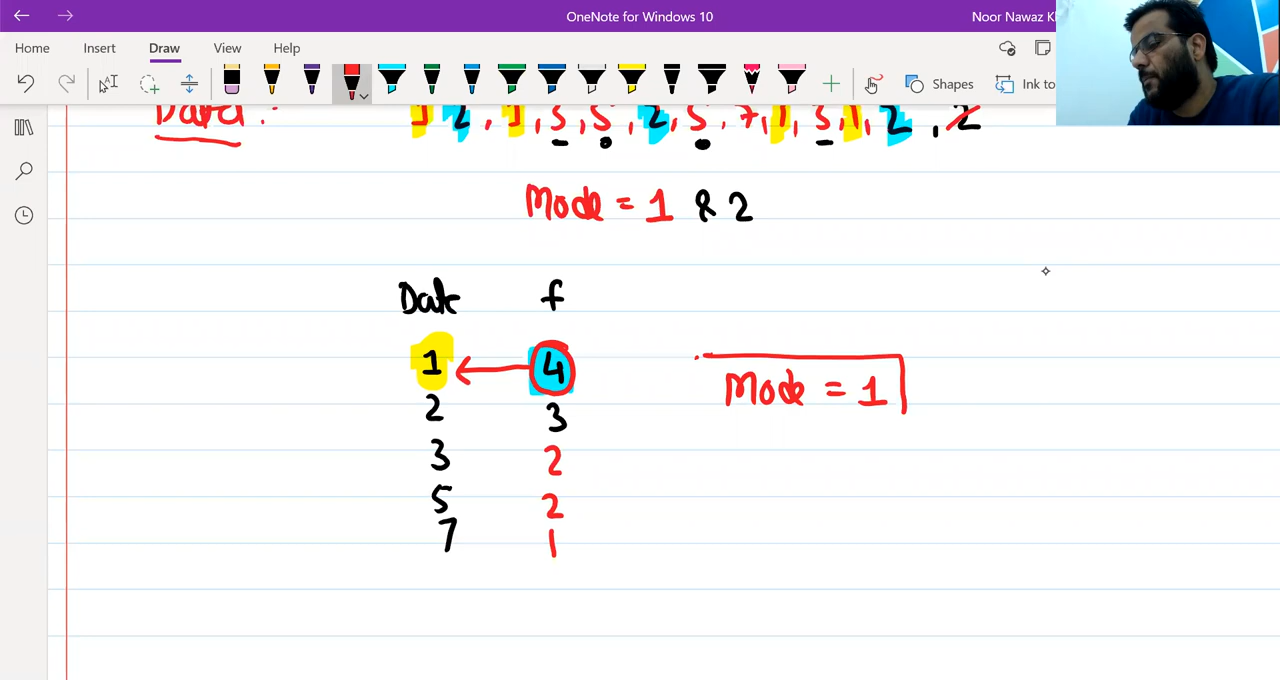 OneNote for Windows 10
Noor Nawaz Kh
Home Insert Draw View Help
Shapes Ink to
Data :
1 2 , 1 , 3 , 5 , 2 , 5 , 7 , 1 , 3 , 1 , 2 , 2
Mode = 1 & 2
Data f
1 4
2 3
3 2
5 2
7 1
Mode = 1